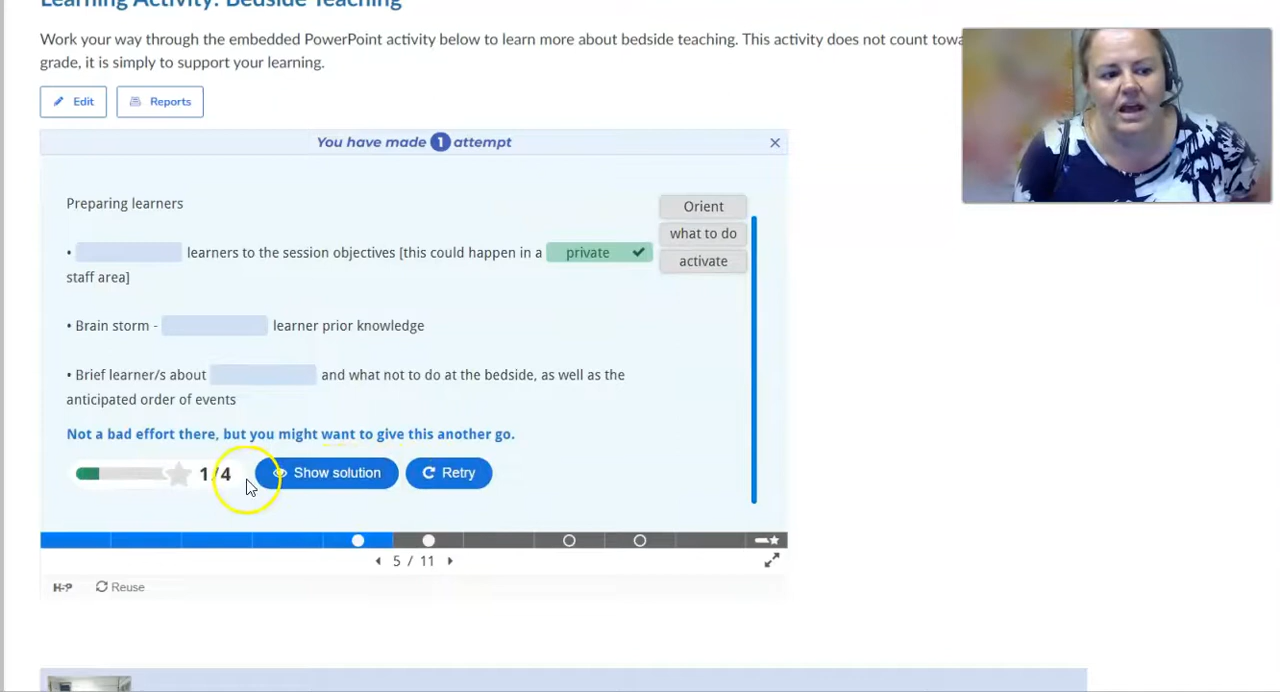 Learning Activity: Bedside Teaching
Work your way through the embedded PowerPoint activity below to learn more about bedside teaching. This activity does not count towa
grade, it is simply to support your learning.
Edit
Reports
You have made 1 attempt
Preparing learners
Orient
what to do
activate
• learners to the session objectives [this could happen in a private
staff area]
• Brain storm - learner prior knowledge
• Brief learner/s about and what not to do at the bedside, as well as the
anticipated order of events
Not a bad effort there, but you might want to give this another go.
1/4
Show solution
Retry
5 / 11
H-P
Reuse